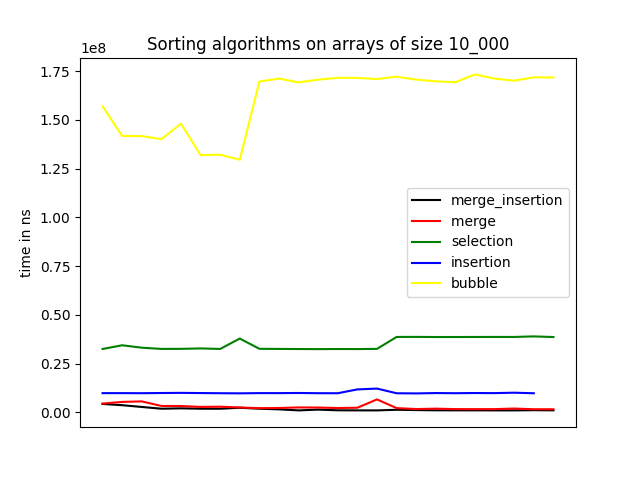 Sorting algorithms on arrays of size 10_000
1e8
1.75
1.50
1.25
1.00
0.75
0.50
0.25
0.00
time in ns
merge_insertion
merge
selection
insertion
bubble